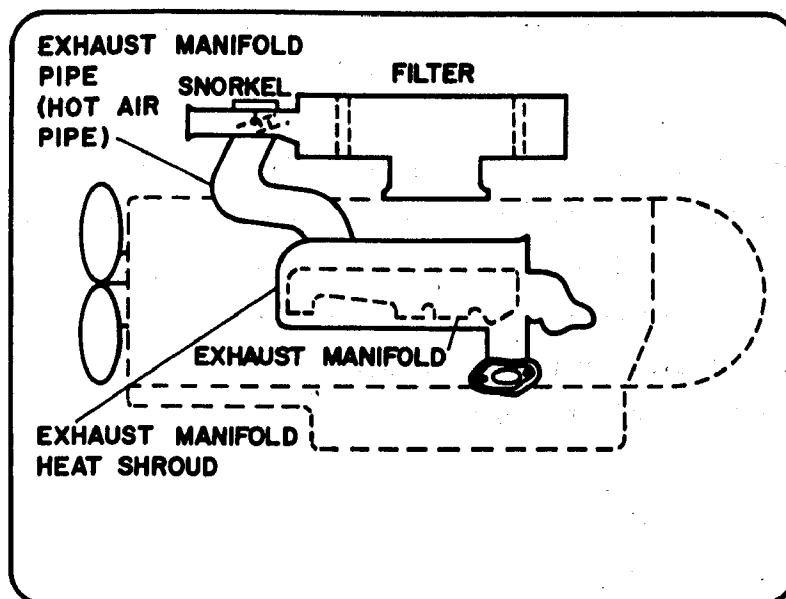 EXHAUST MANIFOLD
PIPE
(HOT AIR
PIPE)
SNORKEL
FILTER
EXHAUST MANIFOLD
EXHAUST MANIFOLD
HEAT SHROUD